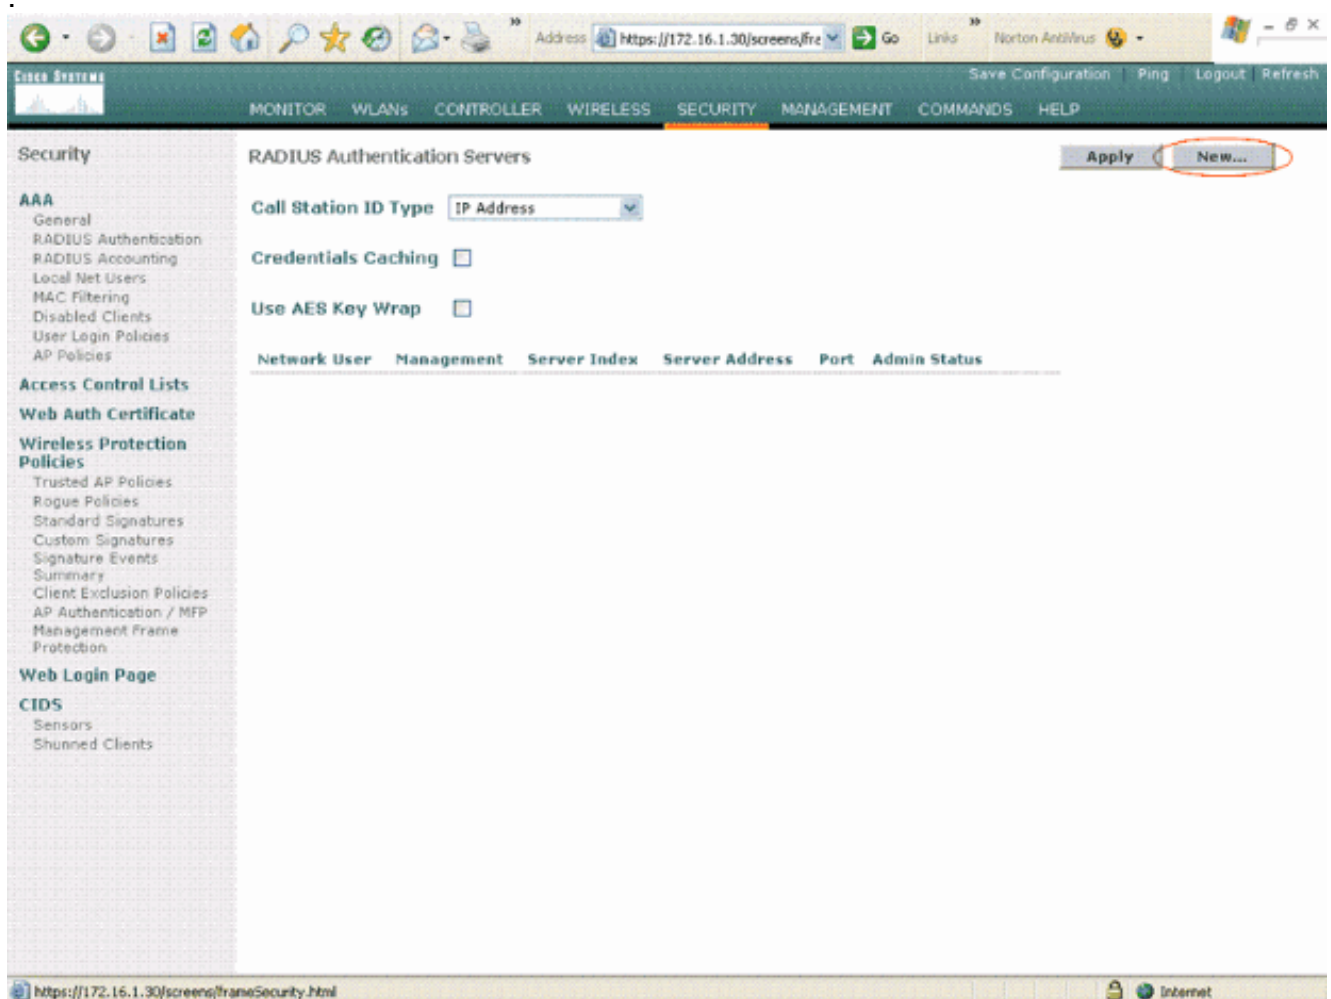 Address https://172.16.1.30/screens/fra Go Links Norton AntiVirus
CISCO SYSTEMS
Save Configuration Ping Logout Refresh
MONITOR WLANs CONTROLLER WIRELESS SECURITY MANAGEMENT COMMANDS HELP
Security
AAA
General
RADIUS Authentication
RADIUS Accounting
Local Net Users
MAC Filtering
Disabled Clients
User Login Policies
AP Policies
Access Control Lists
Web Auth Certificate
Wireless Protection
Policies
Trusted AP Policies
Rogue Policies
Standard Signatures
Custom Signatures
Signature Events
Summary
Client Exclusion Policies
AP Authentication / MFP
Management Frame
Protection
Web Login Page
CIDS
Sensors
Shunned Clients
RADIUS Authentication Servers
Apply New...
Call Station ID Type IP Address
Credentials Caching
Use AES Key Wrap
Network User Management Server Index Server Address Port Admin Status
https://172.16.1.30/screens/frameSecurity.html Internet